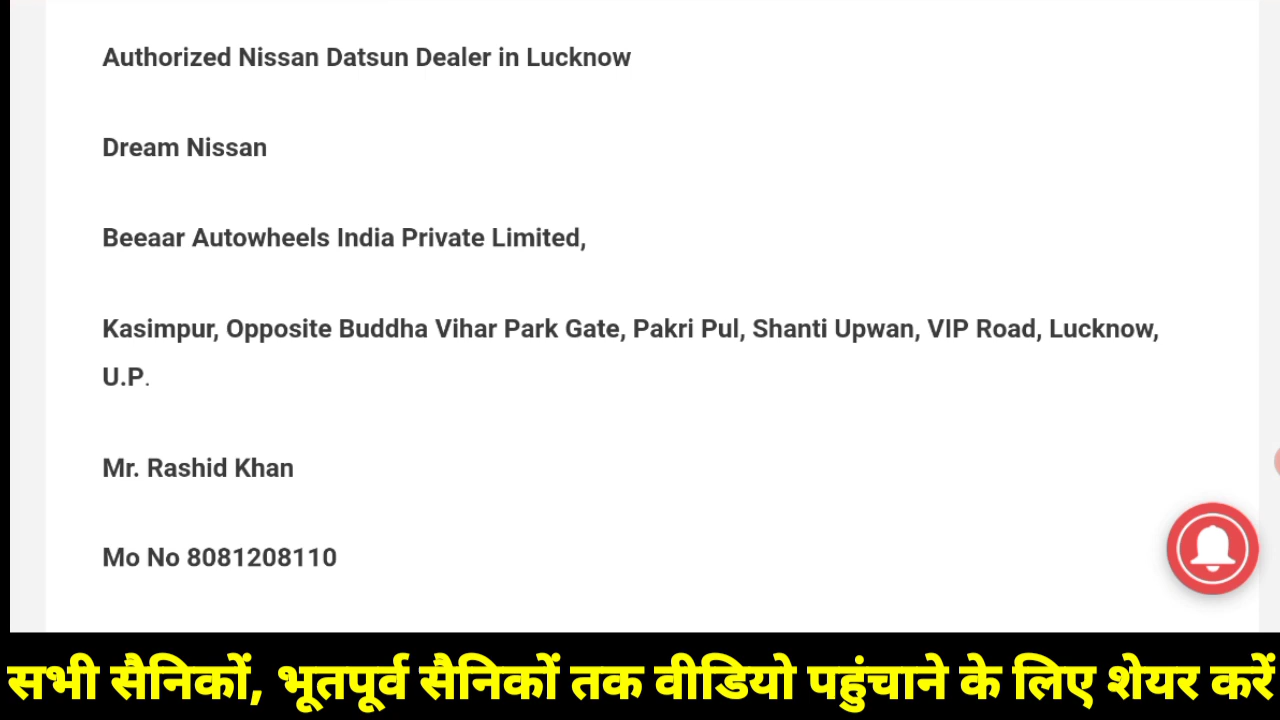 Authorized Nissan Datsun Dealer in Lucknow
Dream Nissan
Beeaar Autowheels India Private Limited,
Kasimpur, Opposite Buddha Vihar Park Gate, Pakri Pul, Shanti Upwan, VIP Road, Lucknow,
U.P.
Mr. Rashid Khan
Mo No 8081208110
सभी सैनिकों, भूतपूर्व सैनिकों तक वीडियो पहुंचाने के लिए शेयर करें